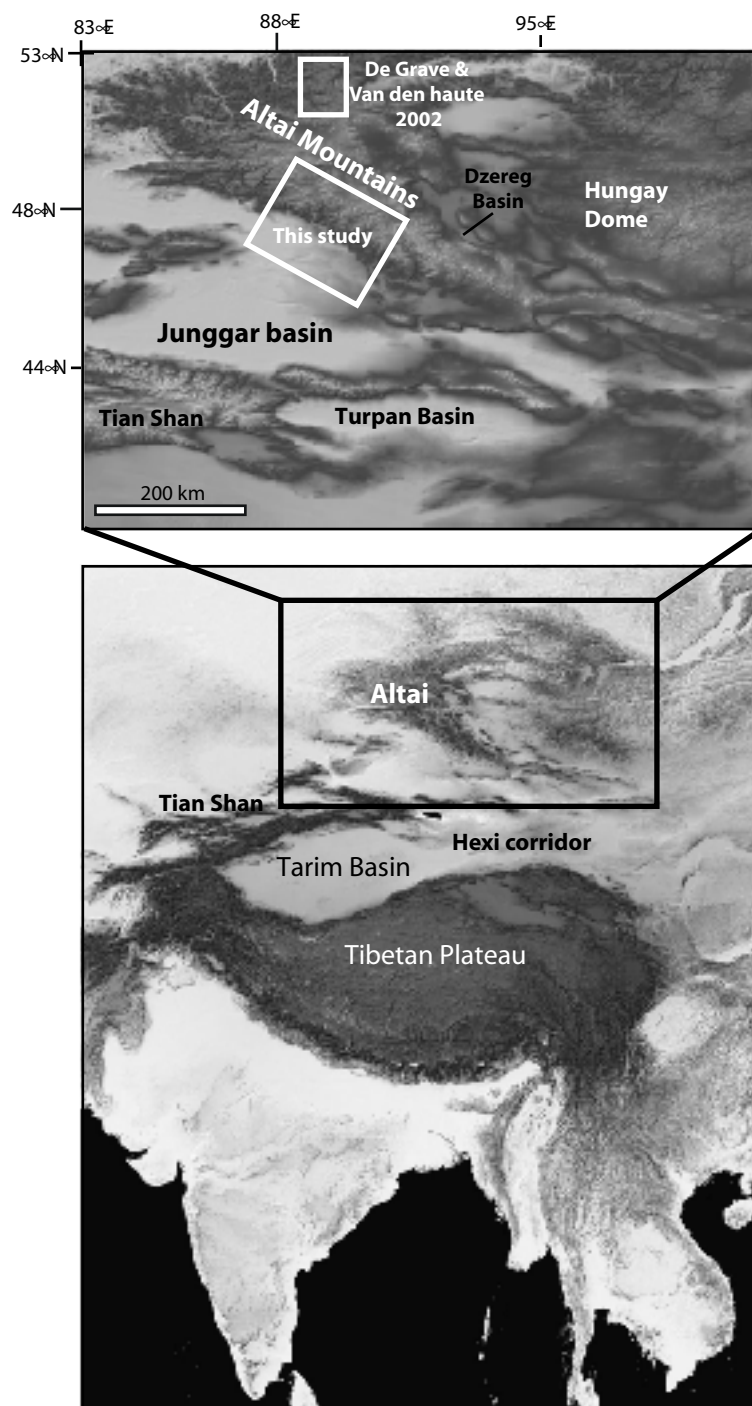 83∞E
88∞E
95∞E
53∞N
De Grave &
Van den haute
2002
Altai Mountains
Dzereg
Basin
Hungay
Dome
48∞N
This study
Junggar basin
44∞N
Tian Shan
Turpan Basin
200 km
Altai
Tian Shan
Hexi corridor
Tarim Basin
Tibetan Plateau